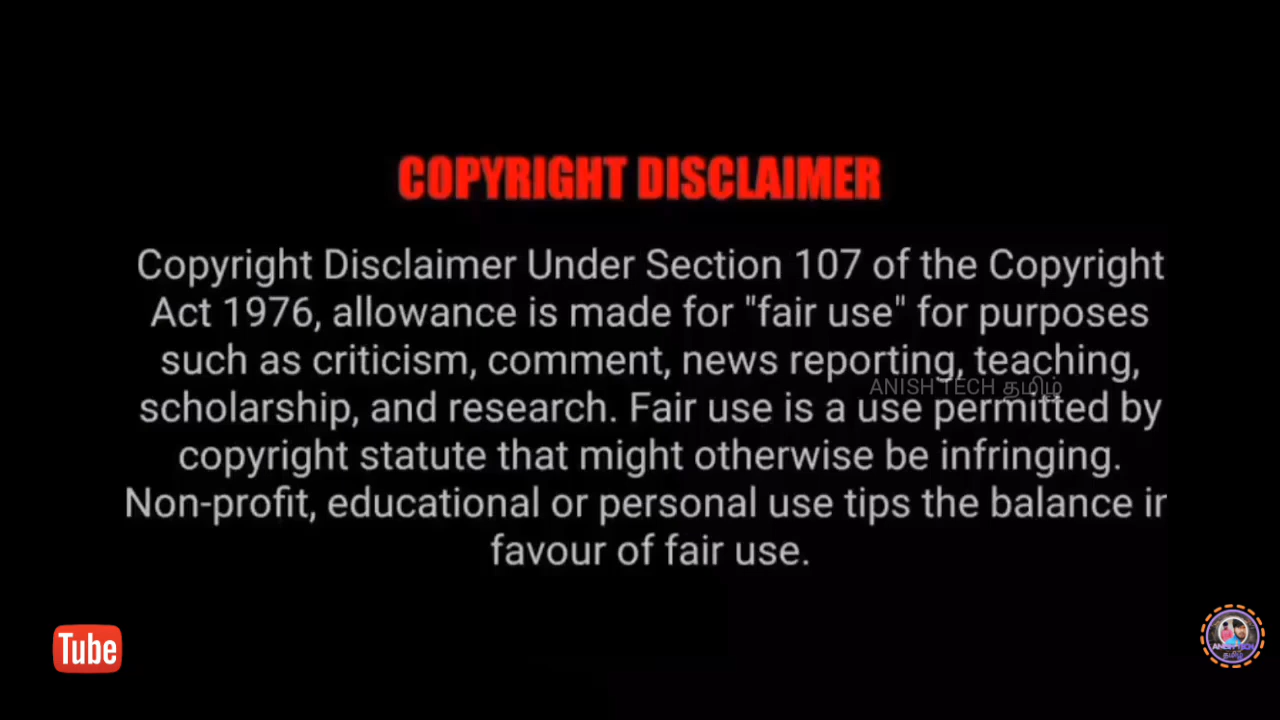 COPYRIGHT DISCLAIMER
Copyright Disclaimer Under Section 107 of the Copyright
Act 1976, allowance is made for "fair use" for purposes
such as criticism, comment, news reporting, teaching,
ANISH TECH தமிழ்
scholarship, and research. Fair use is a use permitted by
copyright statute that might otherwise be infringing.
Non-profit, educational or personal use tips the balance ir
favour of fair use.
Tube
தமிழ்